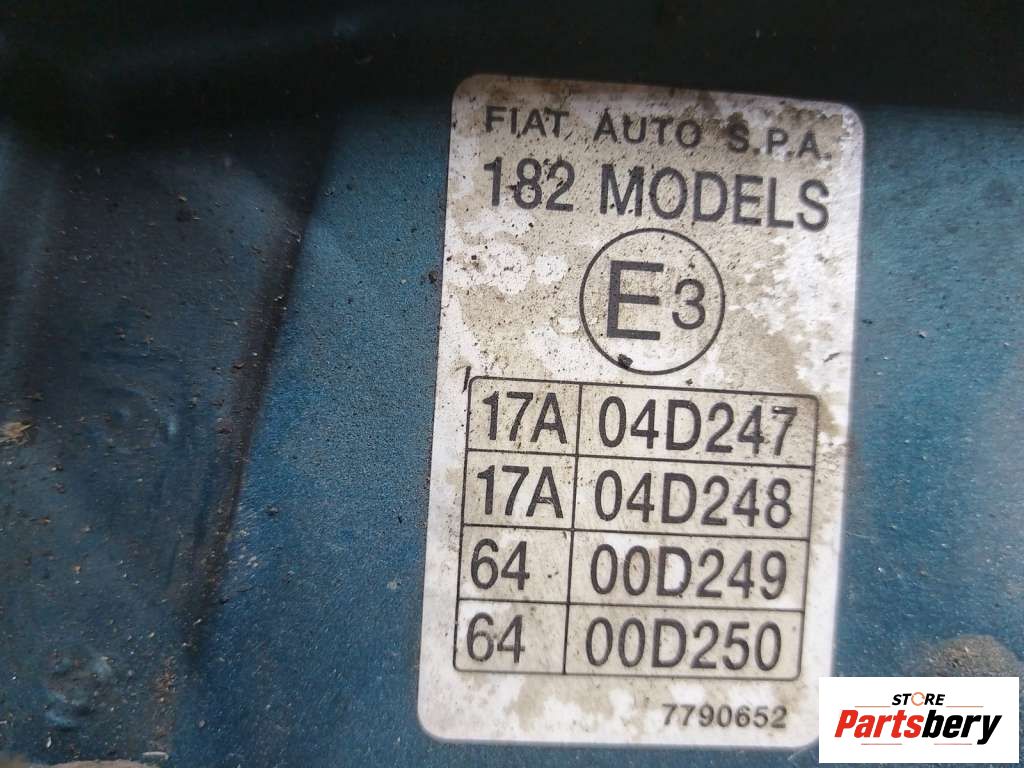 FIAT AUTO S.P.A.
182 MODELS
E3
17A 04D247
17A 04D248
64 00D249
64 00D250
7790652
STORE
Partsbery